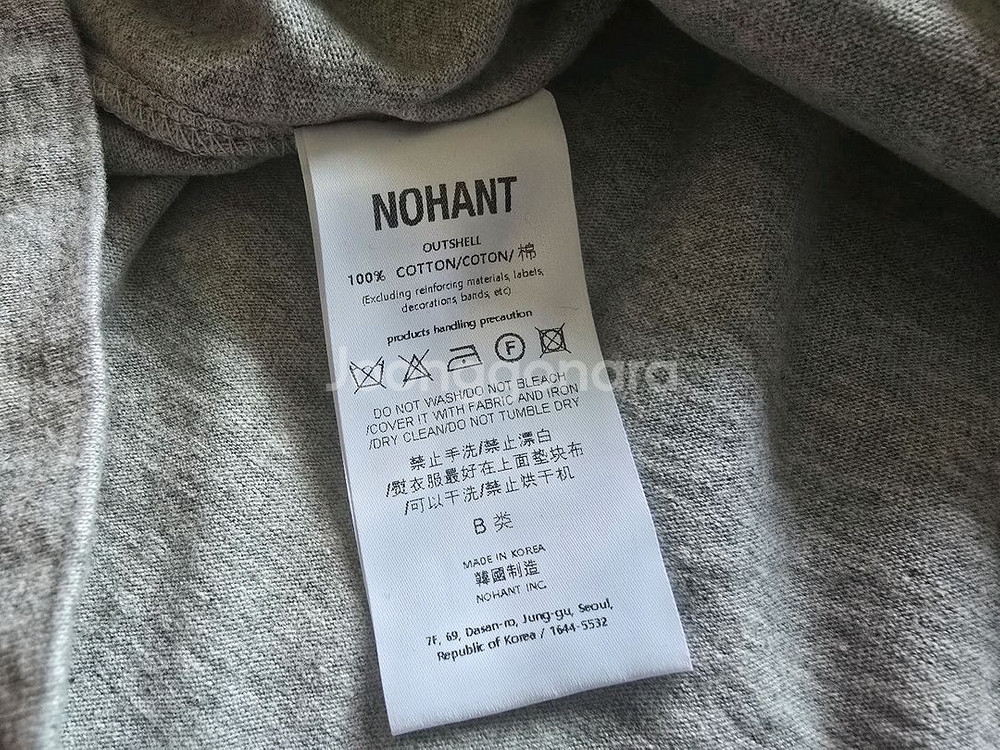 NOHANT
OUTSHELL
100% COTTON/COTON/棉
(Excluding reinforcing materials, labels,
decorations, bands, etc)
products handling precaution
F
Joonggonara
DO NOT WASH/DO NOT BLEACH
/COVER IT WITH FABRIC AND IRON
/DRY CLEAN/DO NOT TUMBLE DRY
禁止手洗/禁止漂白
/熨衣服最好在上面垫块布
/可以干洗/禁止烘干机
B 类
MADE IN KOREA
韓國制造
NOHANT INC.
7F, 69, Dasan-ro, Jung-gu, Seoul,
Republic of Korea / 1644-5532